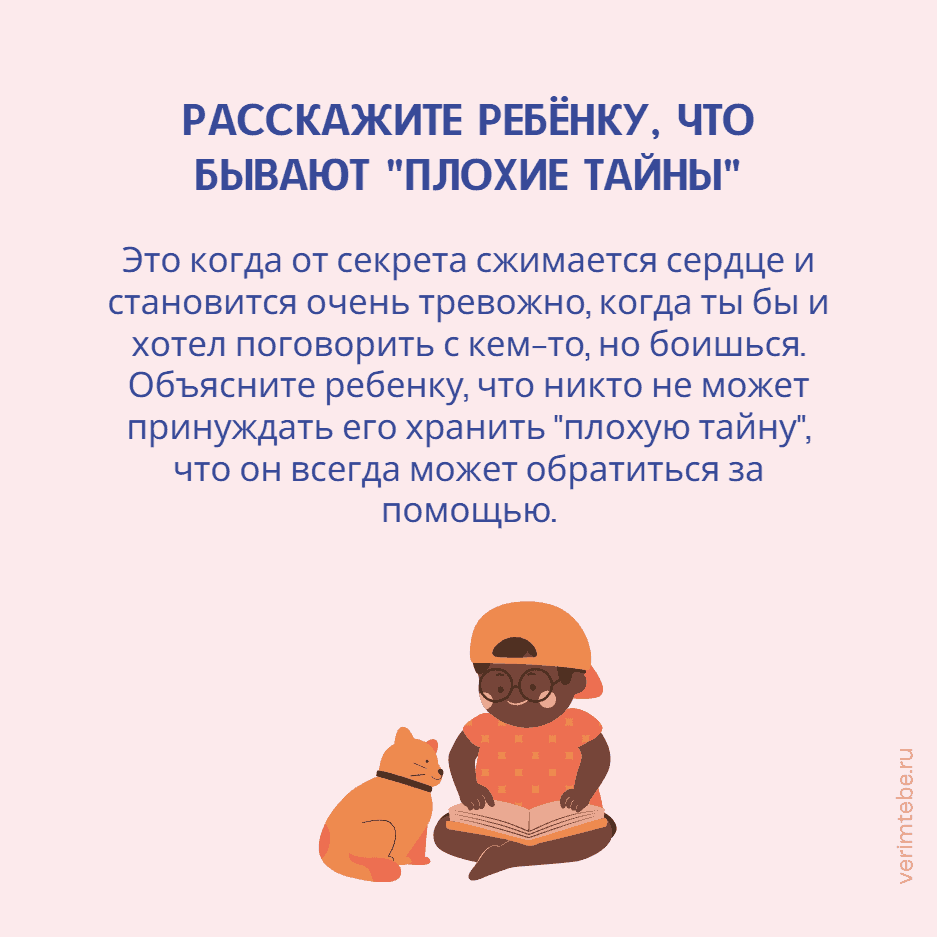 РАССКАЖИТЕ РЕБЁНКУ, ЧТО
БЫВАЮТ "ПЛОХИЕ ТАЙНЫ"
Это когда от секрета сжимается сердце и
становится очень тревожно, когда ты бы и
хотел поговорить с кем-то, но боишься.
Объясните ребенку, что никто не может
принуждать его хранить "плохую тайну",
что он всегда может обратиться за
помощью.
verimtebe.ru